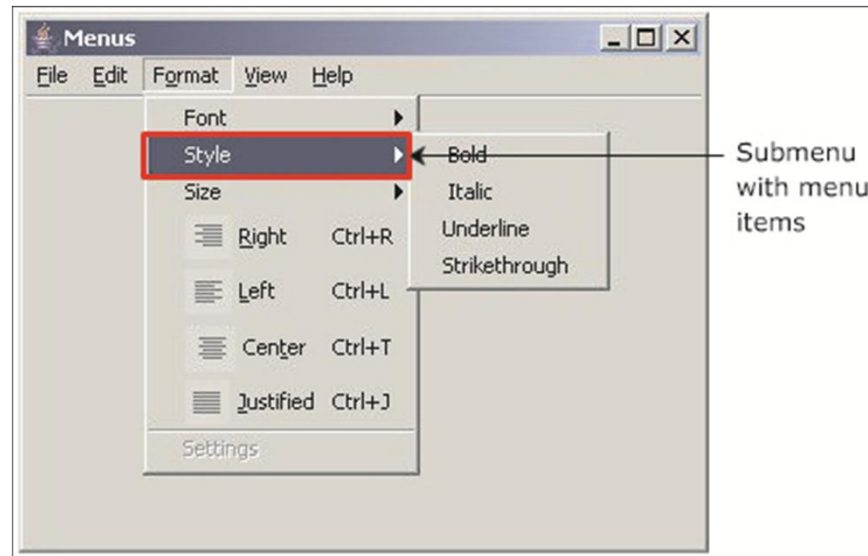 Menus
File Edit Format View Help
Font
Style
Size
Right Ctrl+R
Left Ctrl+L
Center Ctrl+T
Justified Ctrl+J
Settings
Bold
Italic
Underline
Strikethrough
Submenu
with menu
items